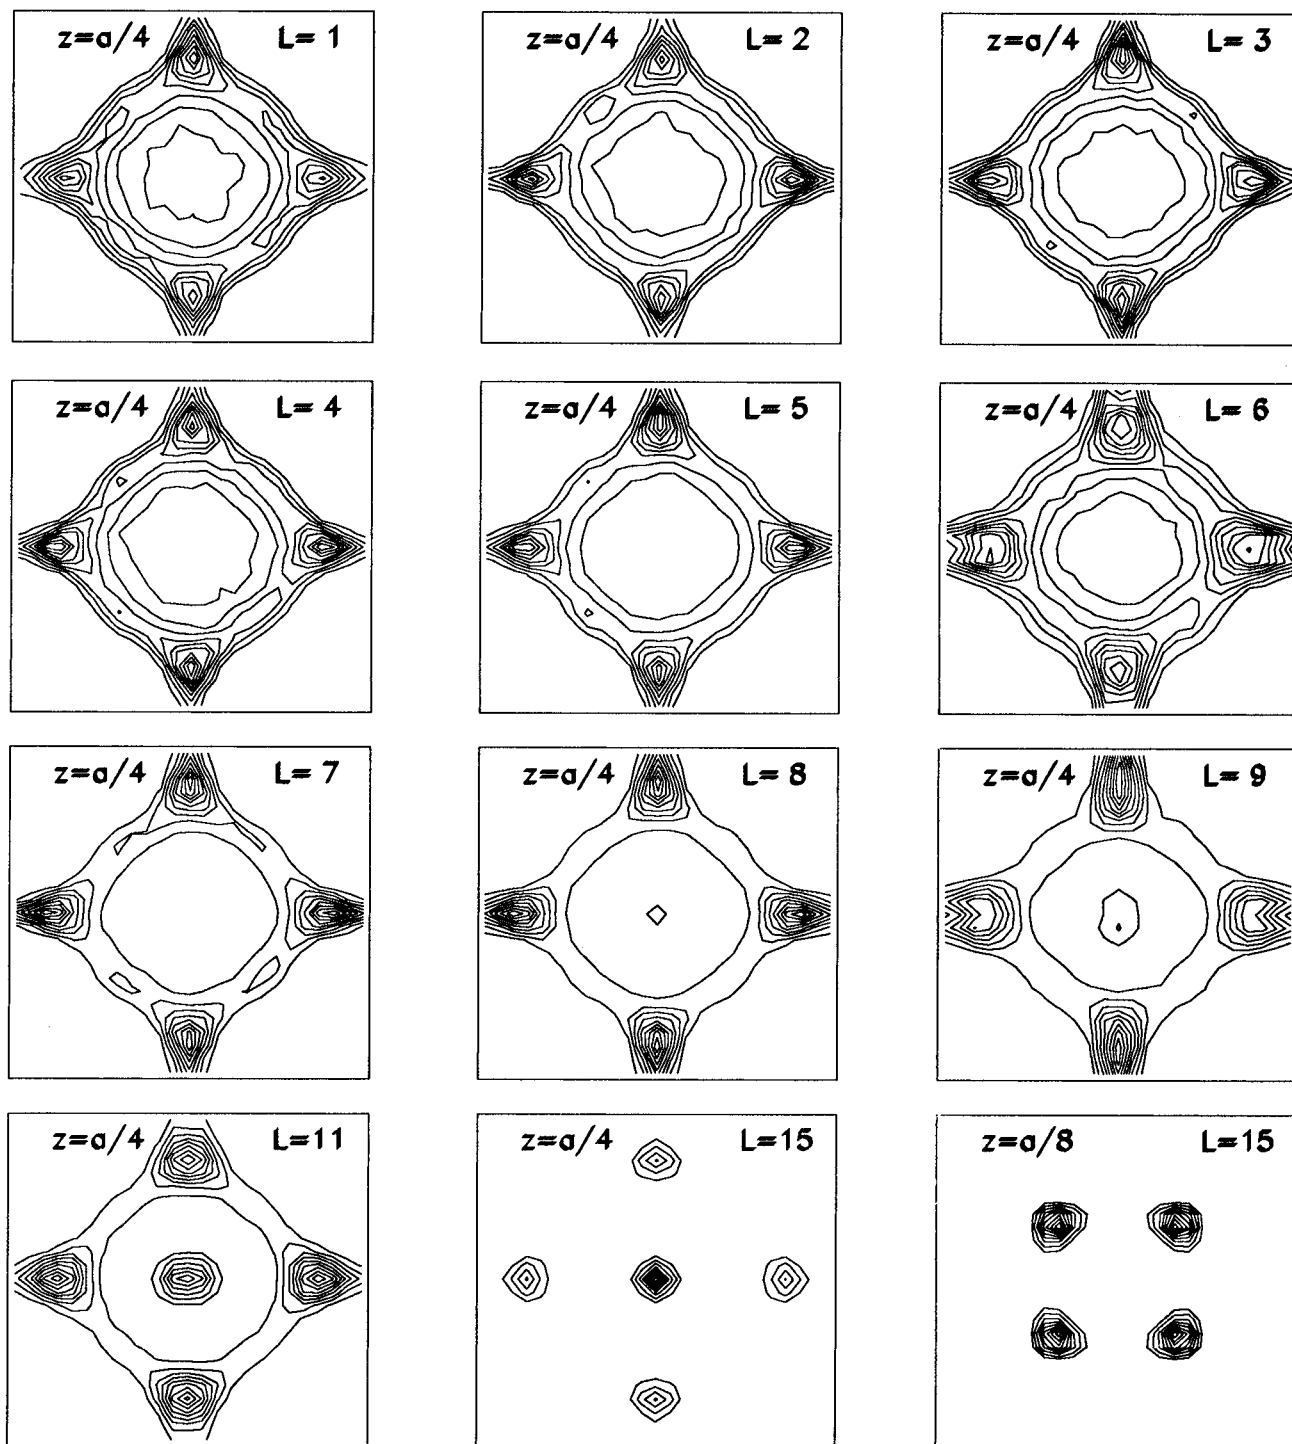 z=a/4 L= 1
z=a/4 L= 2
z=a/4 L= 3
z=a/4 L= 4
z=a/4 L= 5
z=a/4 L= 6
z=a/4 L= 7
z=a/4 L= 8
z=a/4 L= 9
z=a/4 L=11
z=a/4 L=15
z=a/8 L=15